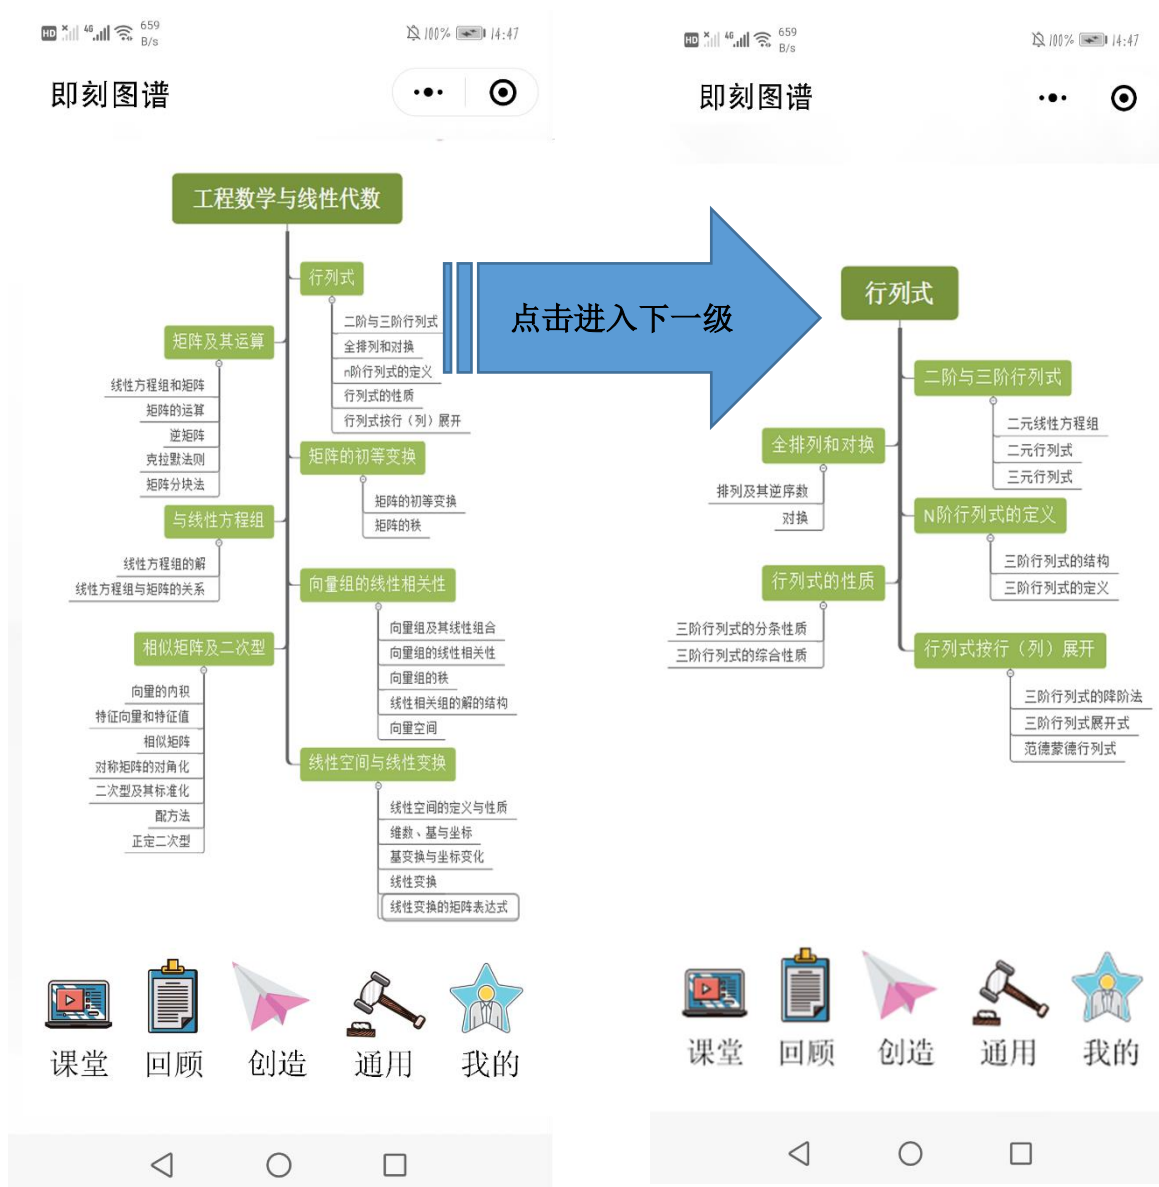 HD 4G 659 B/s 100% 14:47
即刻图谱
工程数学与线性代数
行列式
二阶与三阶行列式
全排列和对换
n阶行列式的定义
行列式的性质
行列式按行（列）展开
矩阵及其运算
线性方程组和矩阵
矩阵的运算
逆矩阵
克拉默法则
矩阵分块法
矩阵的初等变换
矩阵的初等变换
矩阵的秩
与线性方程组
线性方程组的解
线性方程组与矩阵的关系
向量组的线性相关性
向量组及其线性组合
向量组的线性相关性
向量组的秩
线性相关组的解的结构
向量空间
相似矩阵及二次型
向量的内积
特征向量和特征值
相似矩阵
对称矩阵的对角化
二次型及其标准化
配方法
正定二次型
线性空间与线性变换
线性空间的定义与性质
维数、基与坐标
基变换与坐标变化
线性变换
线性变换的矩阵表达式
课堂 回顾 创造 通用 我的
点击进入下一级
HD 4G 659 B/s 100% 14:47
即刻图谱
行列式
二阶与三阶行列式
二元线性方程组
二元行列式
三元行列式
全排列和对换
排列及其逆序数
对换
N阶行列式的定义
三阶行列式的结构
三阶行列式的定义
行列式的性质
三阶行列式的分条性质
三阶行列式的综合性质
行列式按行（列）展开
三阶行列式的降阶法
三阶行列式展开式
范德蒙德行列式
课堂 回顾 创造 通用 我的